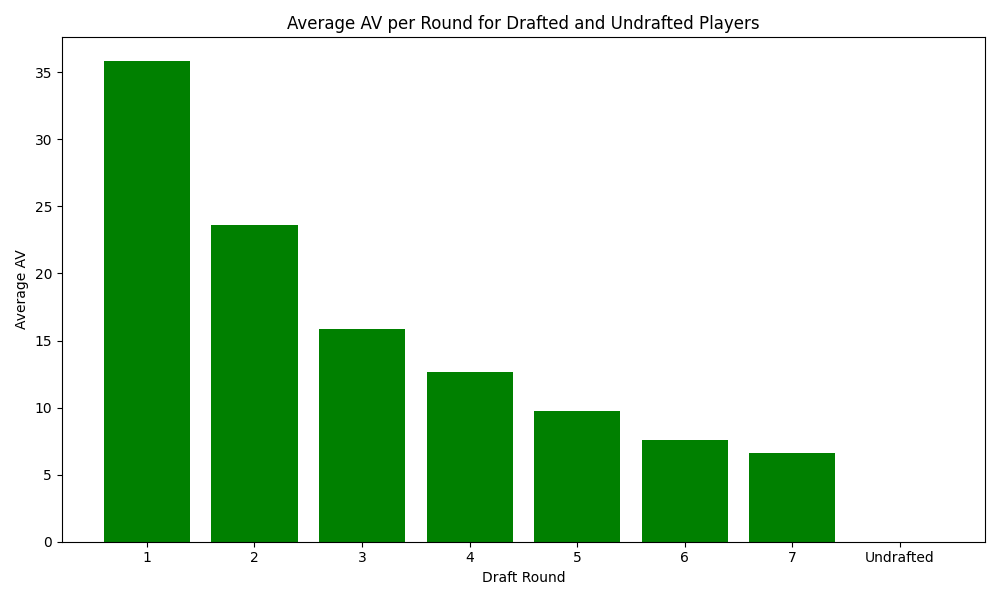 Average AV per Round for Drafted and Undrafted Players
Average AV
35
30
25
20
15
10
5
0
1 2 3 4 5 6 7 Undrafted
Draft Round